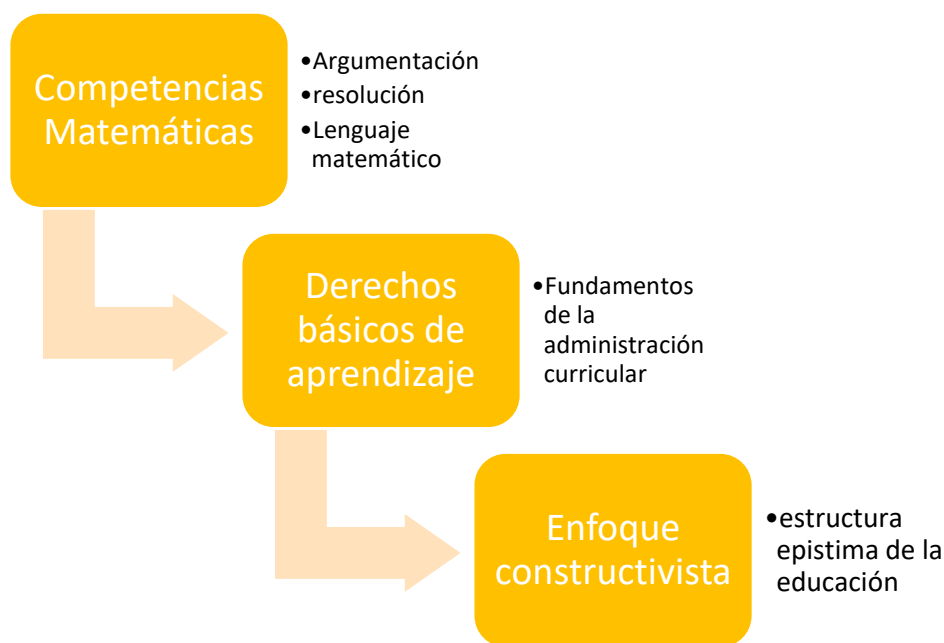 Competencias
Matemáticas
•Argumentación
•resolución
•Lenguaje
matemático
Derechos
básicos de
aprendizaje
•Fundamentos
de la
administración
curricular
Enfoque
constructivista
•estructura
epistima de la
educación